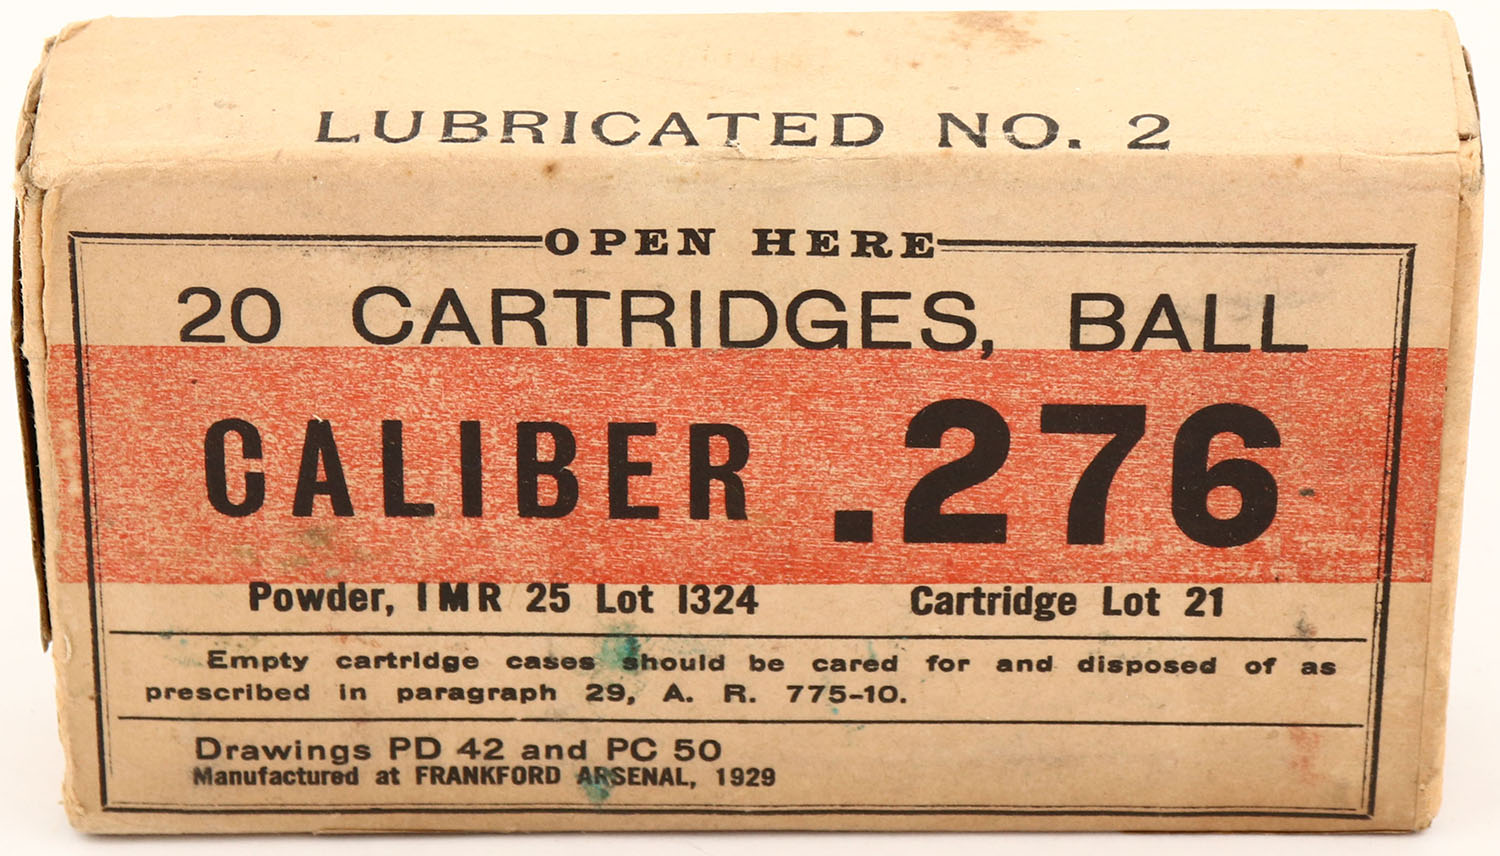 LUBRICATED NO. 2
OPEN HERE
20 CARTRIDGES, BALL
CALIBER .276
Powder, IMR 25 Lot 1324 Cartridge Lot 21
Empty cartridge cases should be cared for and disposed of as
prescribed in paragraph 29, A. R. 775-10.
Drawings PD 42 and PC 50
Manufactured at FRANKFORD ARSENAL, 1929